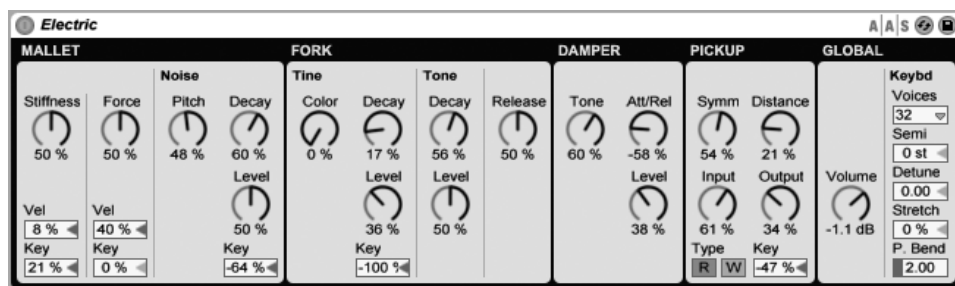 Electric
A|A|S
MALLET FORK DAMPER PICKUP GLOBAL
Noise Tine Tone Keybd
Stiffness Force Pitch Decay Color Decay Decay Release Tone Att/Rel Symm Distance Voices
50 % 50 % 48 % 60 % 0 % 17 % 56 % 50 % 60 % -58 % 54 % 21 % 32
Semi
0 st
Level Level Level Level Input Output Volume Detune
0.00
50 % 36 % 50 % 38 % 61 % 34 % -1.1 dB
Vel Vel Stretch
8 % 40 % 0 %
Key Key Key Key Type Key P. Bend
21 % 0 % -64 % -100 % R W -47 % 2.00